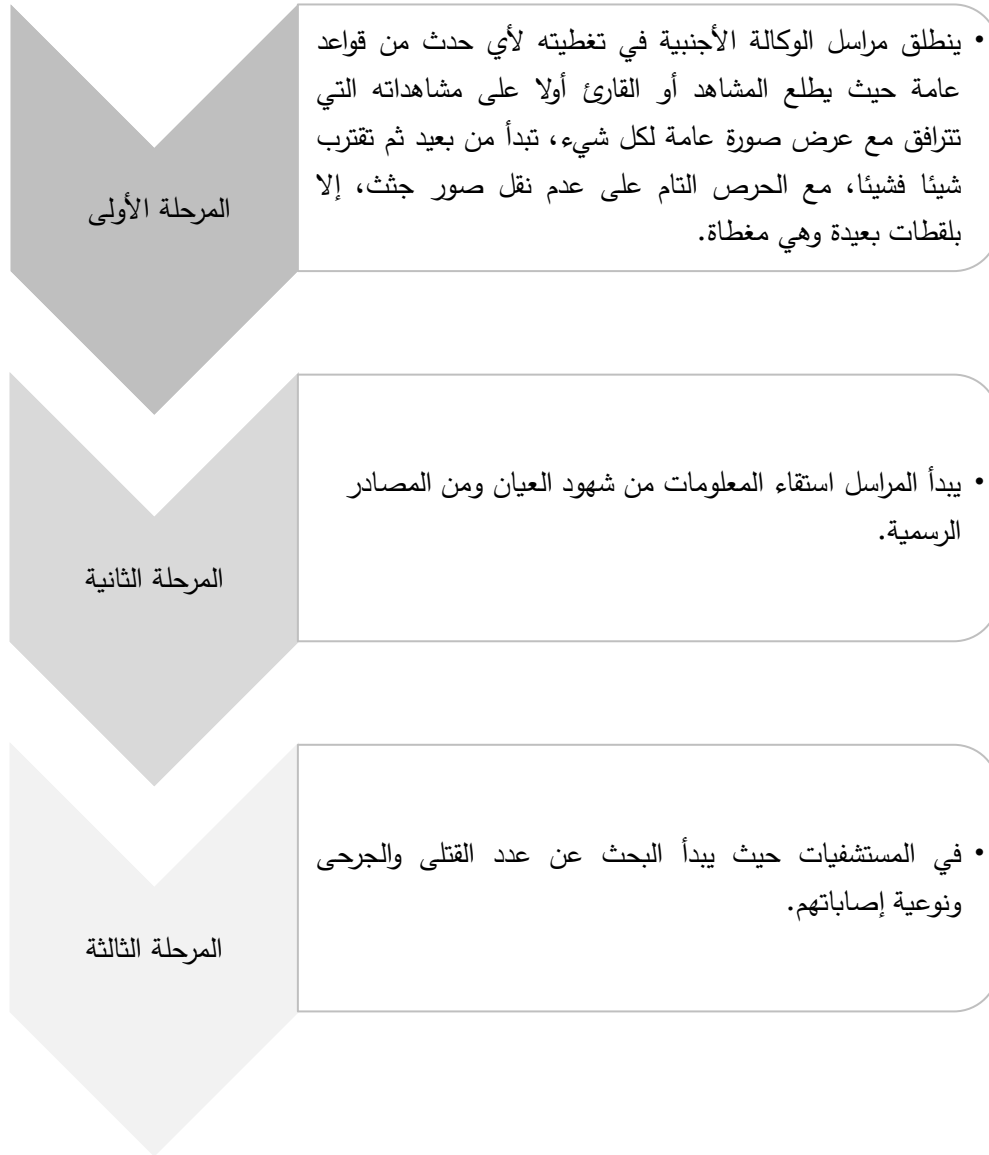 المرحلة الأولى
• ينطلق مراسل الوكالة الأجنبية في تغطيته لأي حدث من قواعد
عامة حيث يطلع المشاهد أو القارئ أولا على مشاهداته التي
تترافق مع عرض صورة عامة لكل شيء، تبدأ من بعيد ثم تقترب
شيئا فشيئا، مع الحرص التام على عدم نقل صور جثث، إلا
بلقطات بعيدة وهي مغطاة.
المرحلة الثانية
• يبدأ المراسل استقاء المعلومات من شهود العيان ومن المصادر
الرسمية.
المرحلة الثالثة
• في المستشفيات حيث يبدأ البحث عن عدد القتلى والجرحى
ونوعية إصاباتهم.